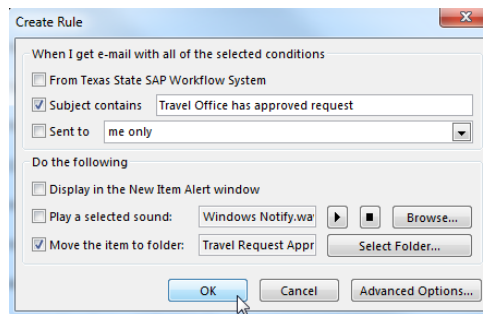 Create Rule
When I get e-mail with all of the selected conditions
From Texas State SAP Workflow System
Subject contains Travel Office has approved request
Sent to me only
Do the following
Display in the New Item Alert window
Play a selected sound: Windows Notify.wa Browse...
Move the item to folder: Travel Request Appr Select Folder...
OK Cancel Advanced Options...